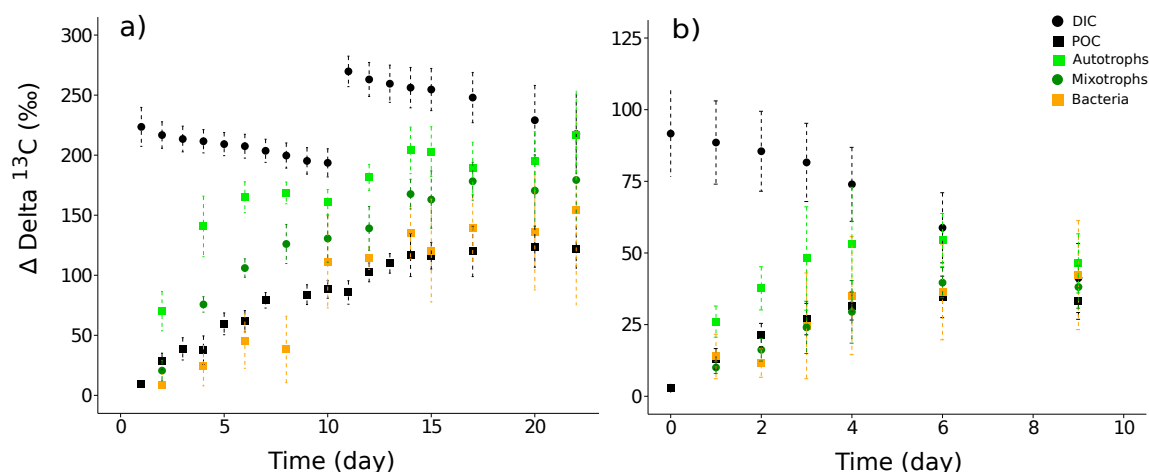 a)
300
250
200
150
100
50
0
Δ Delta ¹³C (‰)
0
5
10
15
20
Time (day)
b)
125
100
75
50
25
0
0
2
4
6
8
10
Time (day)
DIC
POC
Autotrophs
Mixotrophs
Bacteria